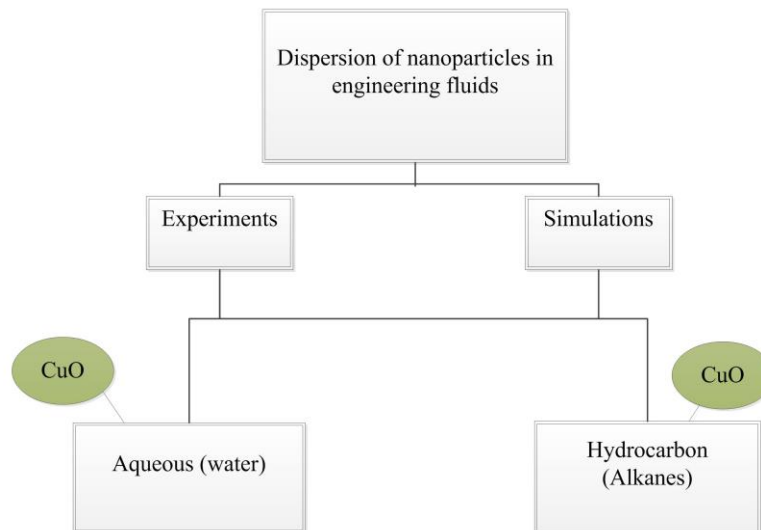 Dispersion of nanoparticles in
engineering fluids
Experiments
Simulations
CuO
CuO
Aqueous (water)
Hydrocarbon
(Alkanes)